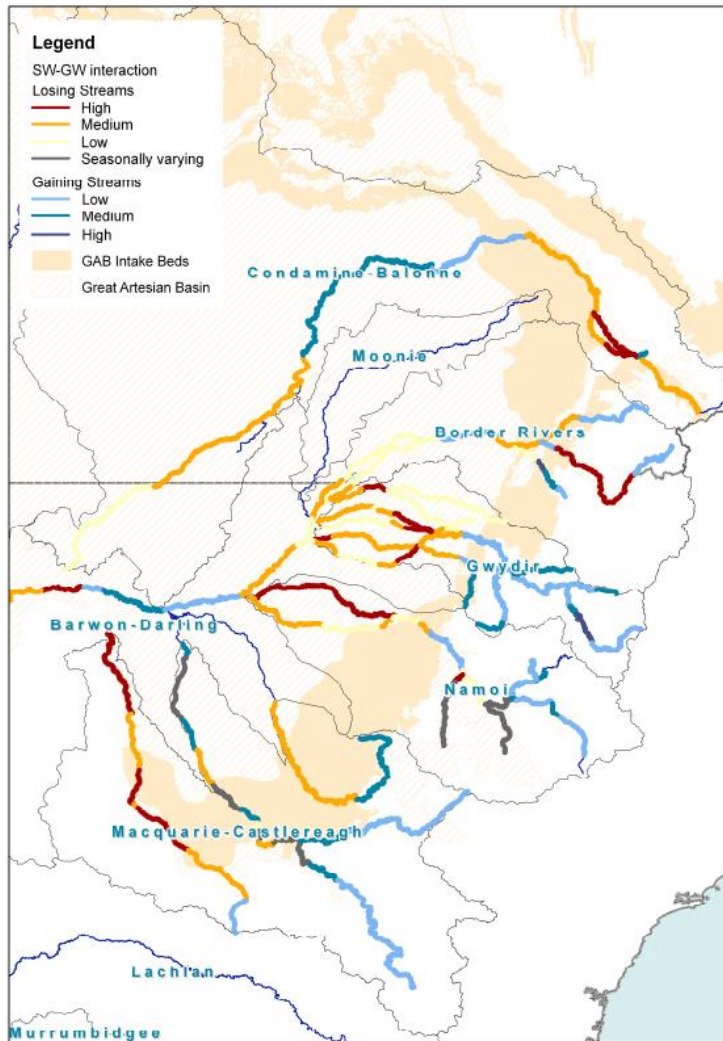 Legend
SW-GW interaction
Losing Streams
High
Medium
Low
Seasonally varying
Gaining Streams
Low
Medium
High
GAB Intake Beds
Great Artesian Basin
Condamine-Balonne
Moonie
Border Rivers
Gwydir
Barwon-Darling
Namoi
Macquarie-Castlereagh
Lachlan
Murrumbidgee